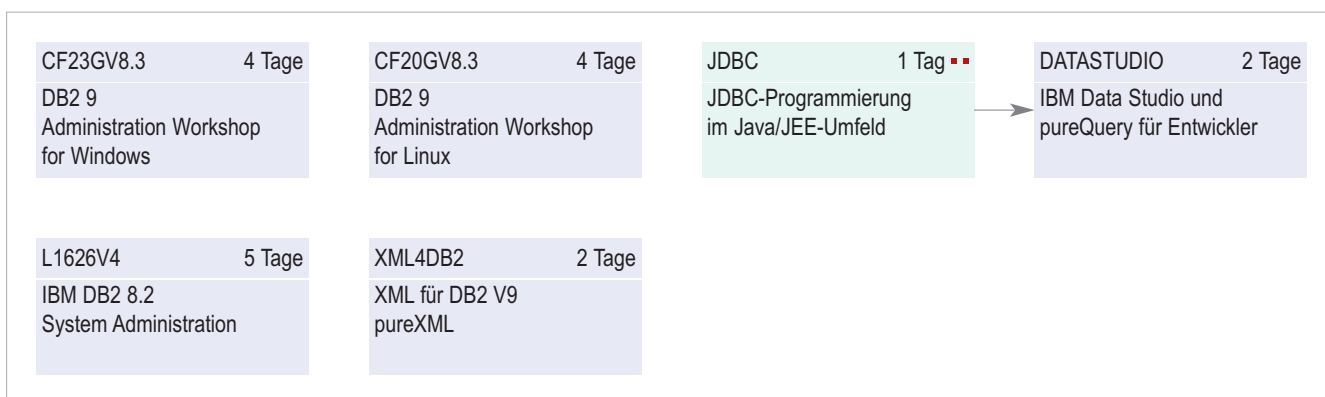 CF23GV8.3 4 Tage
DB2 9
Administration Workshop
for Windows
CF20GV8.3 4 Tage
DB2 9
Administration Workshop
for Linux
JDBC 1 Tag
JDBC-Programmierung
im Java/JEE-Umfeld
DATASTUDIO 2 Tage
IBM Data Studio und
pureQuery für Entwickler
L1626V4 5 Tage
IBM DB2 8.2
System Administration
XML4DB2 2 Tage
XML für DB2 V9
pureXML